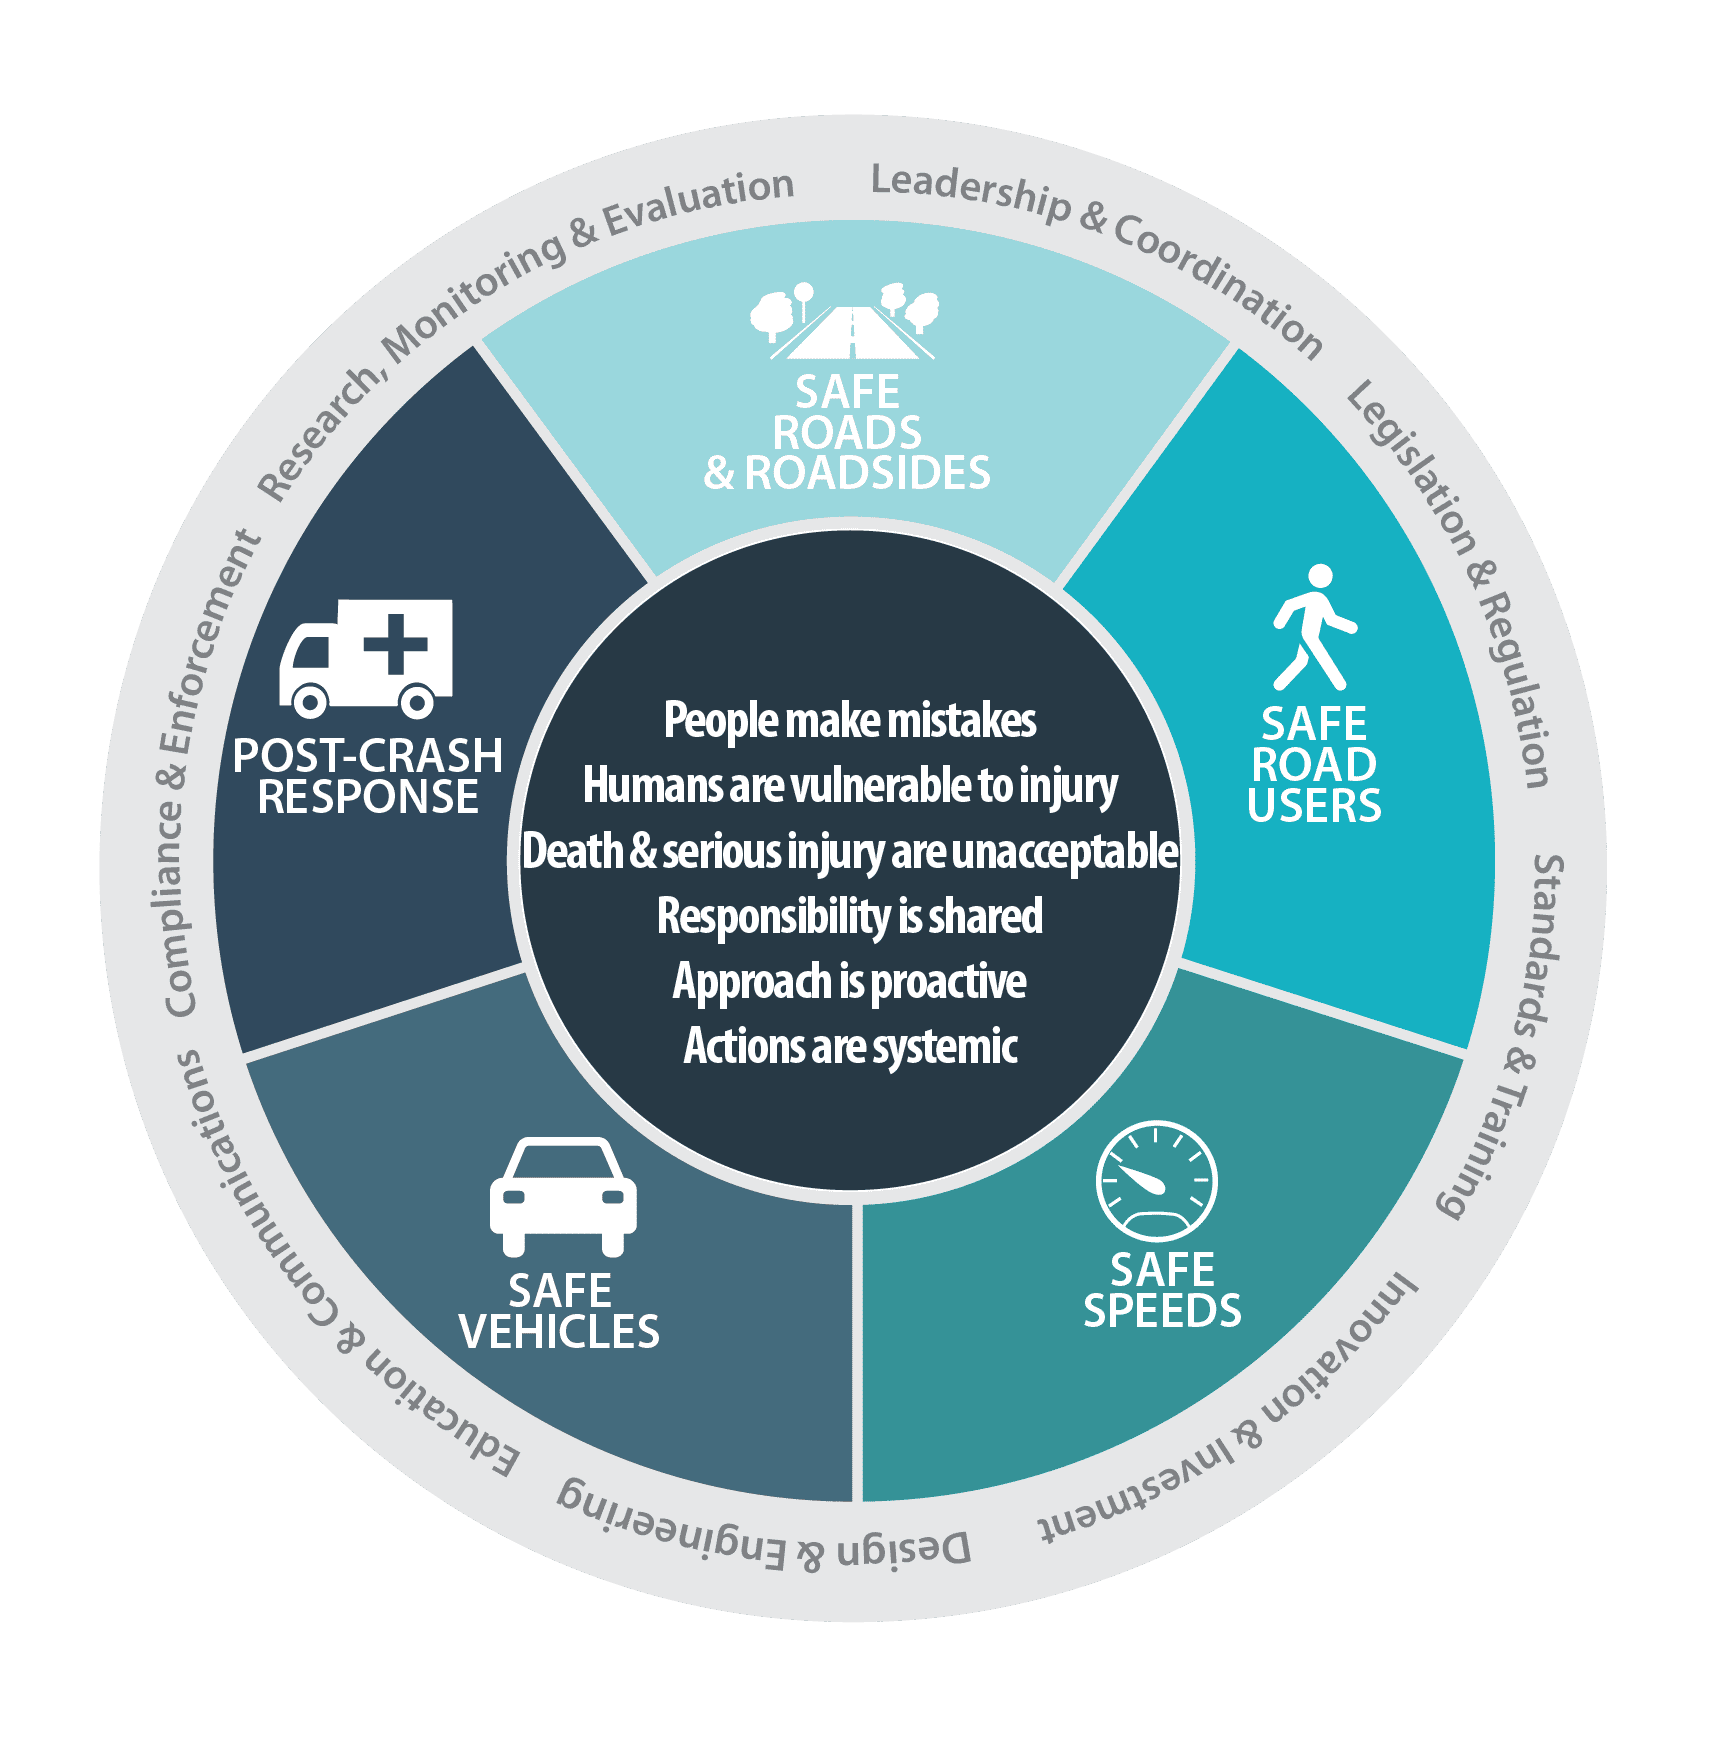 Leadership & Coordination
Legislation & Regulation
Standards & Training
Innovation & Investment
Design & Engineering
Education & Communications
Compliance & Enforcement
Research, Monitoring & Evaluation
SAFE
ROADS
& ROADSIDES
SAFE
ROAD
USERS
SAFE
SPEEDS
SAFE
VEHICLES
POST-CRASH
RESPONSE
People make mistakes
Humans are vulnerable to injury
Death & serious injury are unacceptable
Responsibility is shared
Approach is proactive
Actions are systemic